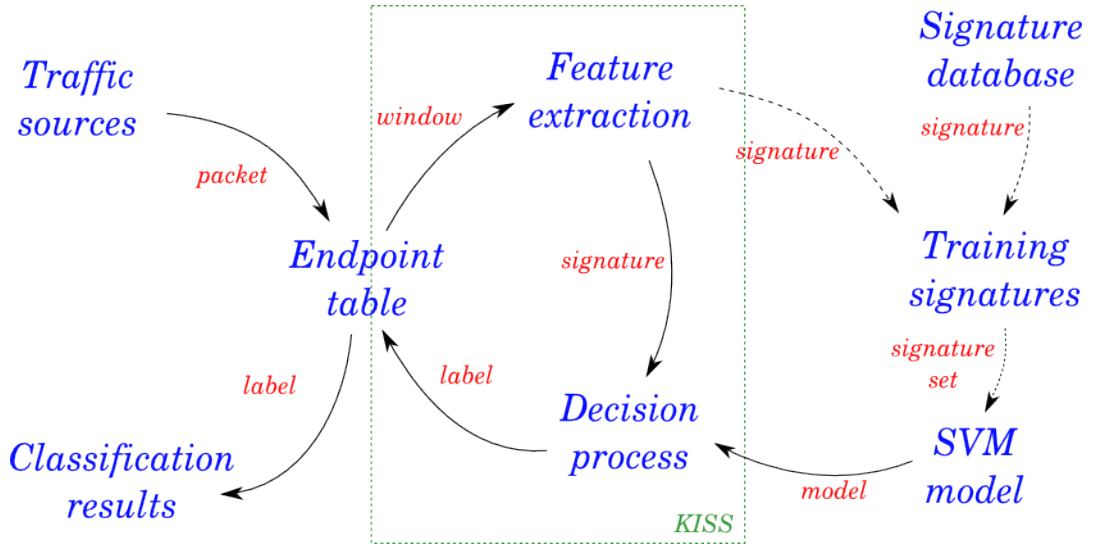 Traffic
sources
packet
window
Feature
extraction
signature
Signature
database
signature
Endpoint
table
signature
Training
signatures
signature
set
label
label
Decision
process
Classification
results
model
SVM
model
KISS